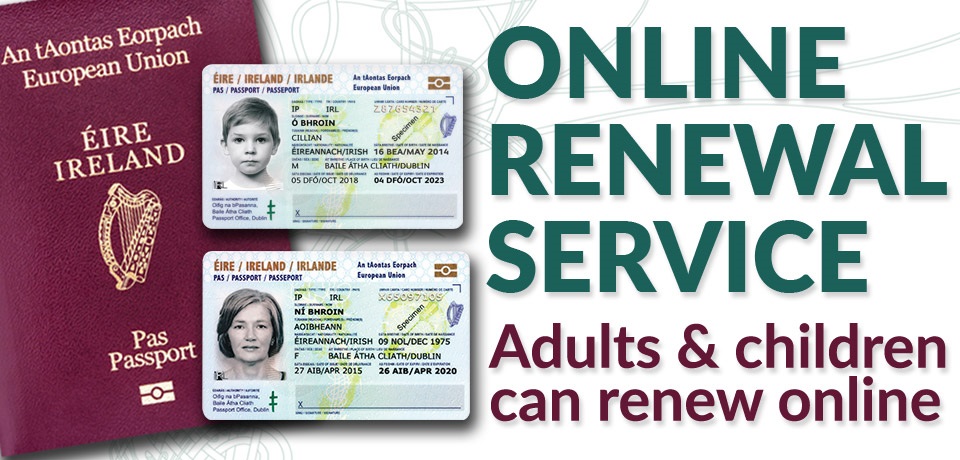 An tAontas Eorpach
European Union
ÉIRE
IRELAND
Pas
Passport
ÉIRE / IRELAND / IRLANDE
An tAontas Eorpach
European Union
PAS / PASSPORT / PASSEPORT
IP IRL
Z87654321
Ó BHROIN
Specimen
CILLIAN
ÉIREANNACH/IRISH 16 BEA/MAY 2014
M BAILE ÁTHA CLIATH/DUBLIN
05 DFÓ/OCT 2018 04 DFÓ/OCT 2023
Oifig na bPasanna,
Baile Átha Cliath
Passport Office, Dublin
X
ÉIRE / IRELAND / IRLANDE
An tAontas Eorpach
European Union
PAS / PASSPORT / PASSEPORT
IP IRL
X65097105
NÍ BHROIN
Specimen
AOIBHEANN
ÉIREANNACH/IRISH 09 NOL/DEC 1975
F BAILE ÁTHA CLIATH/DUBLIN
27 AIB/APR 2015 26 AIB/APR 2020
Oifig na bPasanna,
Baile Átha Cliath
Passport Office, Dublin
X
ONLINE
RENEWAL
SERVICE
Adults & children
can renew online